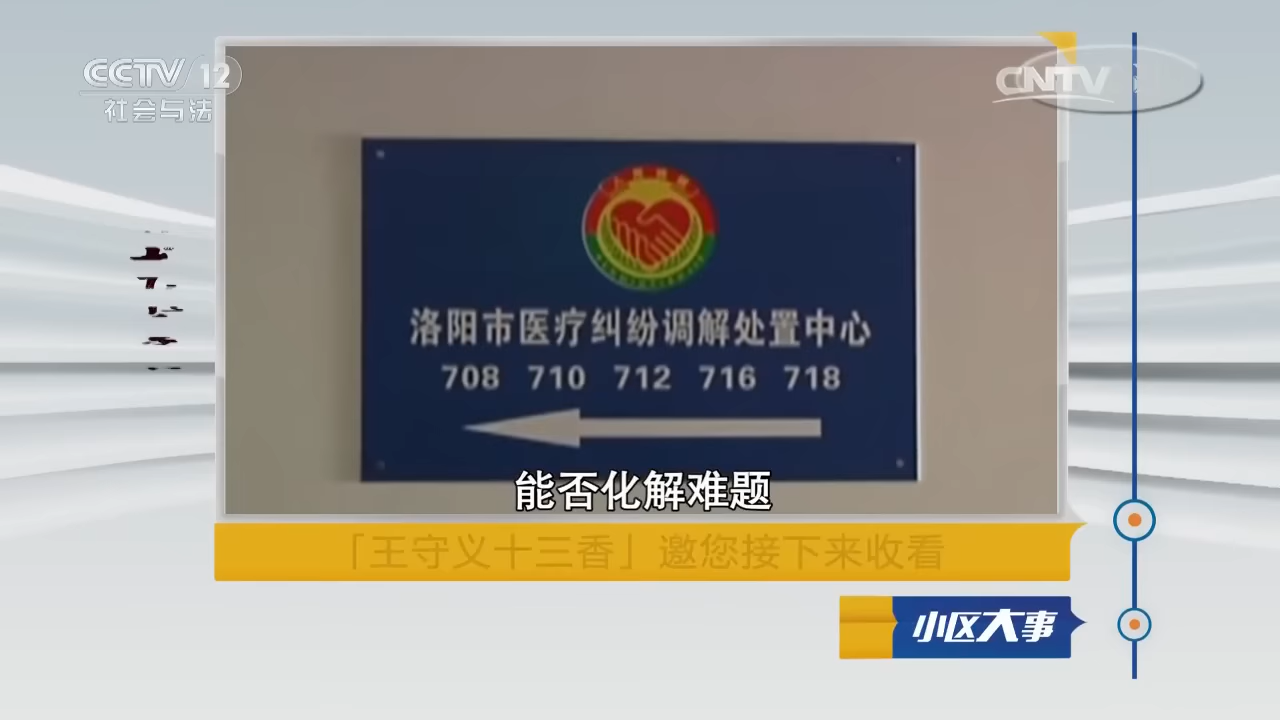 CCTV 12
社会与法
CNTV
洛阳市医疗纠纷调解处置中心
708 710 712 716 718
能否化解难题
「王守义十三香」邀您接下来收看
小区大事